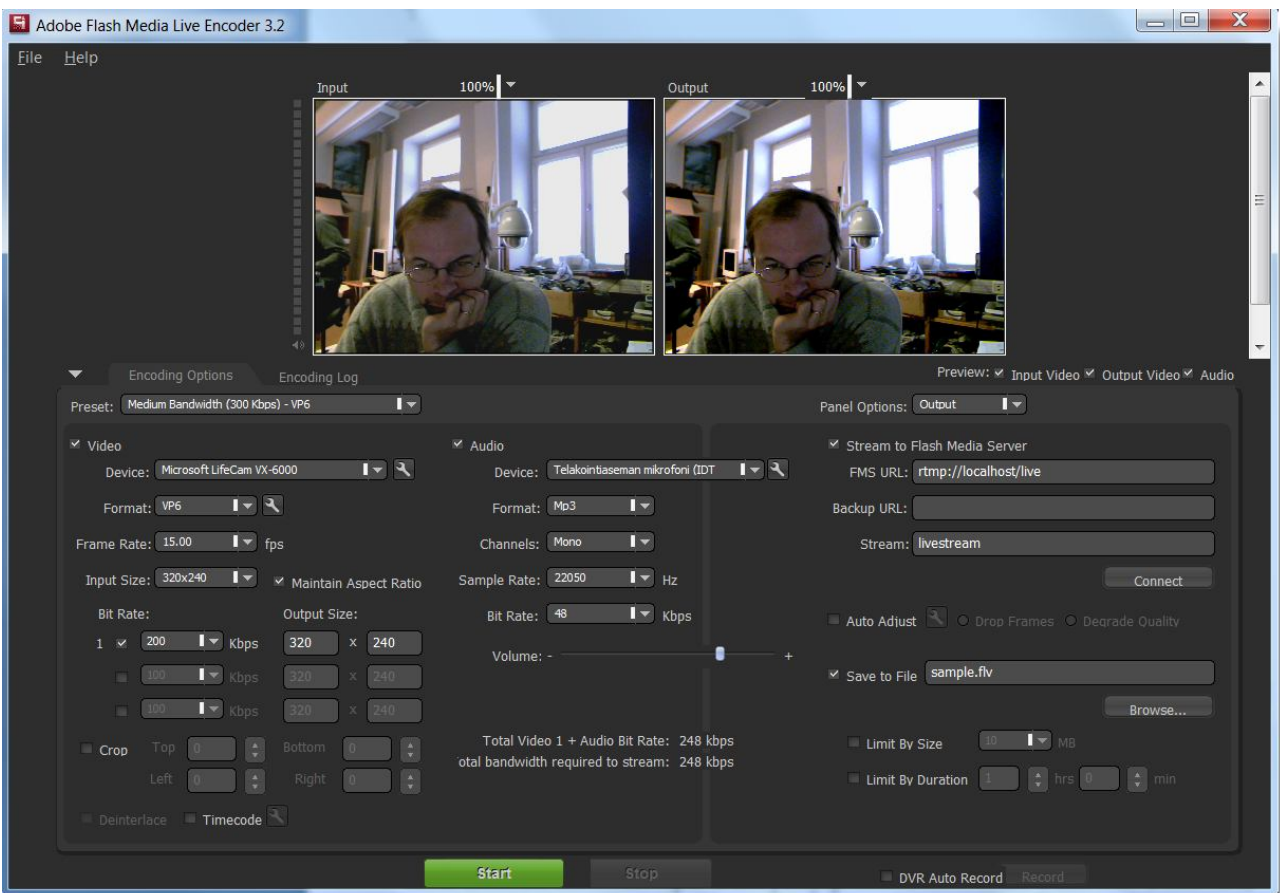 Adobe Flash Media Live Encoder 3.2
File Help
Input 100% Output 100%
Encoding Options Encoding Log Preview: Input Video Output Video Audio
Preset: Medium Bandwidth (300 Kbps) - VP6 Panel Options: Output
Video Audio Stream to Flash Media Server
Device: Microsoft LifeCam VX-6000 Device: Telakointiaseman mikrofoni (IDT FMS URL: rtmp://localhost/live
Format: VP6 Format: Mp3 Backup URL:
Frame Rate: 15.00 fps Channels: Mono Stream: livestream
Input Size: 320x240 Maintain Aspect Ratio Sample Rate: 22050 Hz Connect
Bit Rate: Output Size: Bit Rate: 48 Kbps Auto Adjust Drop Frames Degrade Quality
1 200 Kbps 320 x 240 Volume: - +
100 Kbps 320 x 240 Save to File sample.flv
100 Kbps 320 x 240 Browse...
Crop Top 0 Bottom 0 Total Video 1 + Audio Bit Rate: 248 kbps Limit By Size 10 MB
Left 0 Right 0 otal bandwidth required to stream: 248 kbps Limit By Duration 1 hrs 0 min
Deinterlace Timecode
Start Stop DVR Auto Record Record